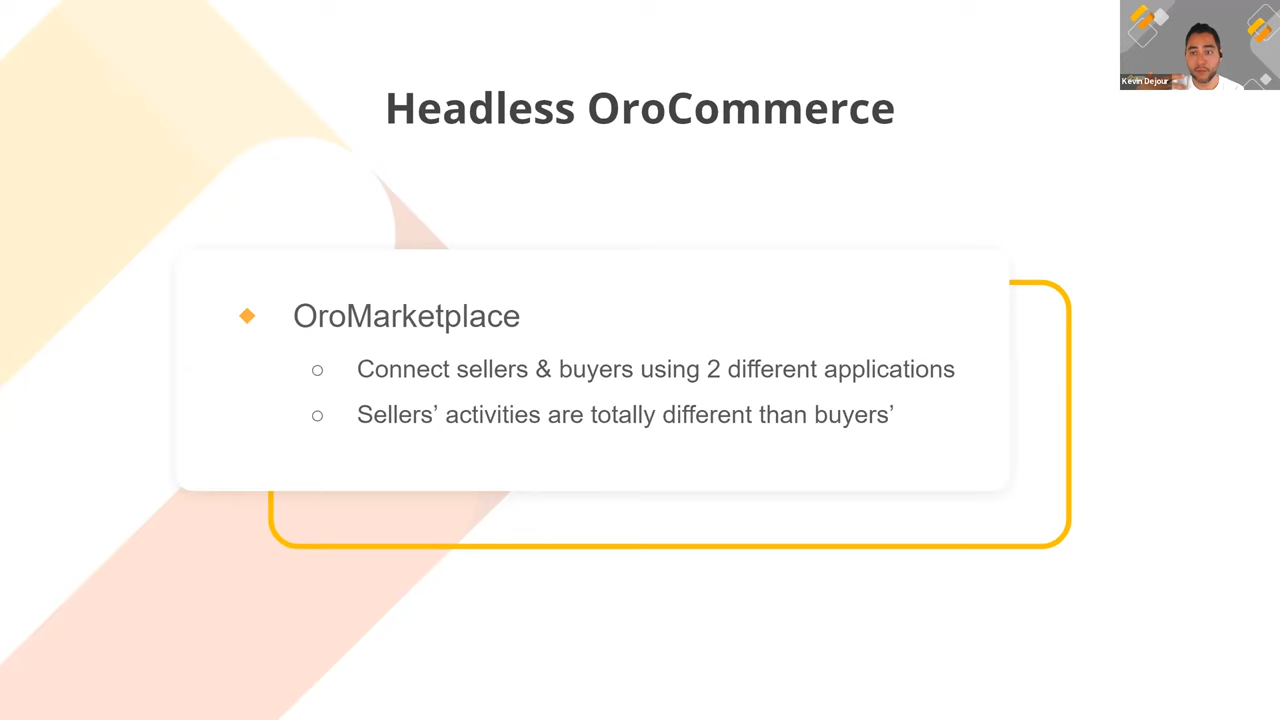 Kevin Dejour
Headless OroCommerce
OroMarketplace
Connect sellers & buyers using 2 different applications
Sellers’ activities are totally different than buyers’